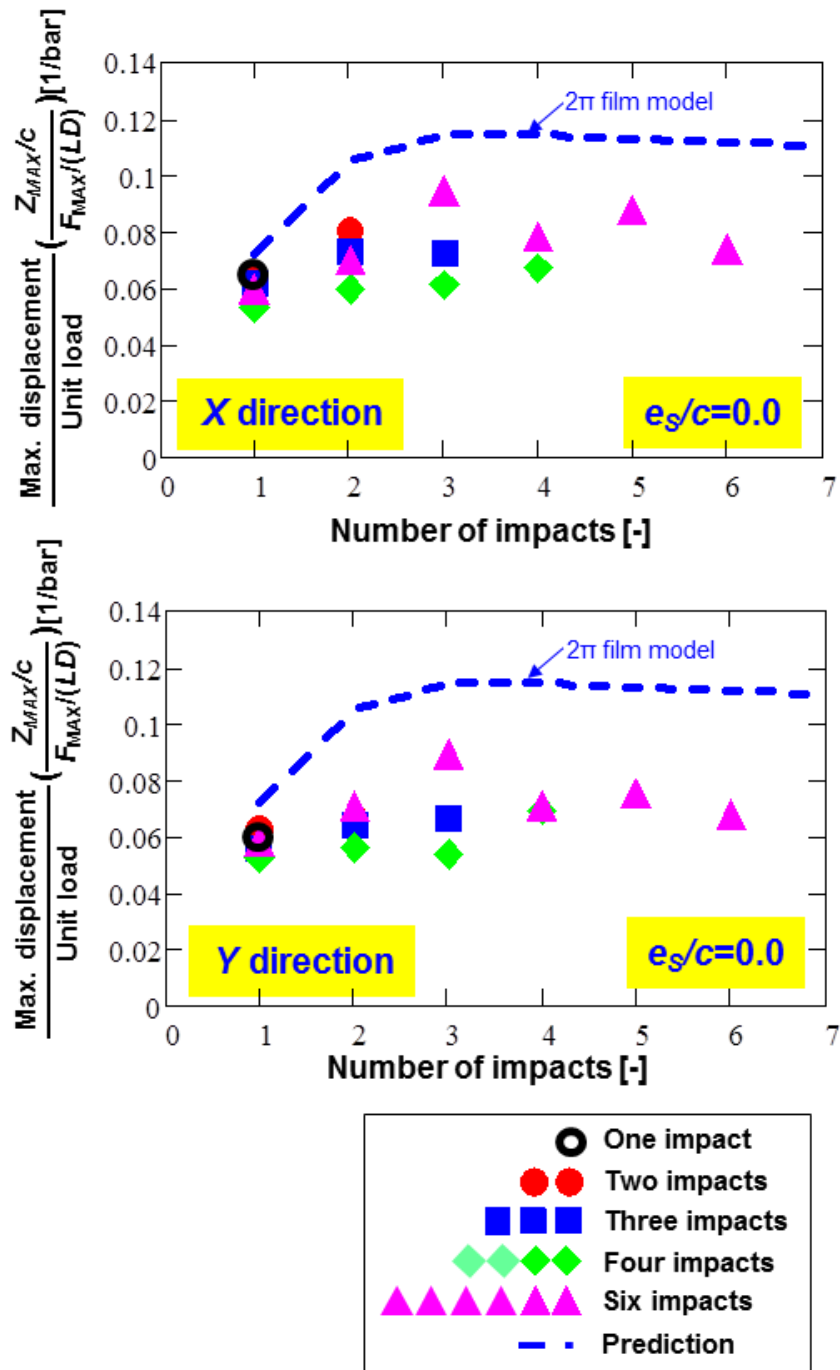 Max. displacement
Unit load
(
Z_MAX/c
F_MAX/(LD)
)[1/bar]
0.14
0.12
0.1
0.08
0.06
0.04
0.02
0
2π film model
X direction
e_S/c=0.0
0 1 2 3 4 5 6 7
Number of impacts [-]
Max. displacement
Unit load
(
Z_MAX/c
F_MAX/(LD)
)[1/bar]
0.14
0.12
0.1
0.08
0.06
0.04
0.02
0
2π film model
Y direction
e_S/c=0.0
0 1 2 3 4 5 6 7
Number of impacts [-]
One impact
Two impacts
Three impacts
Four impacts
Six impacts
Prediction